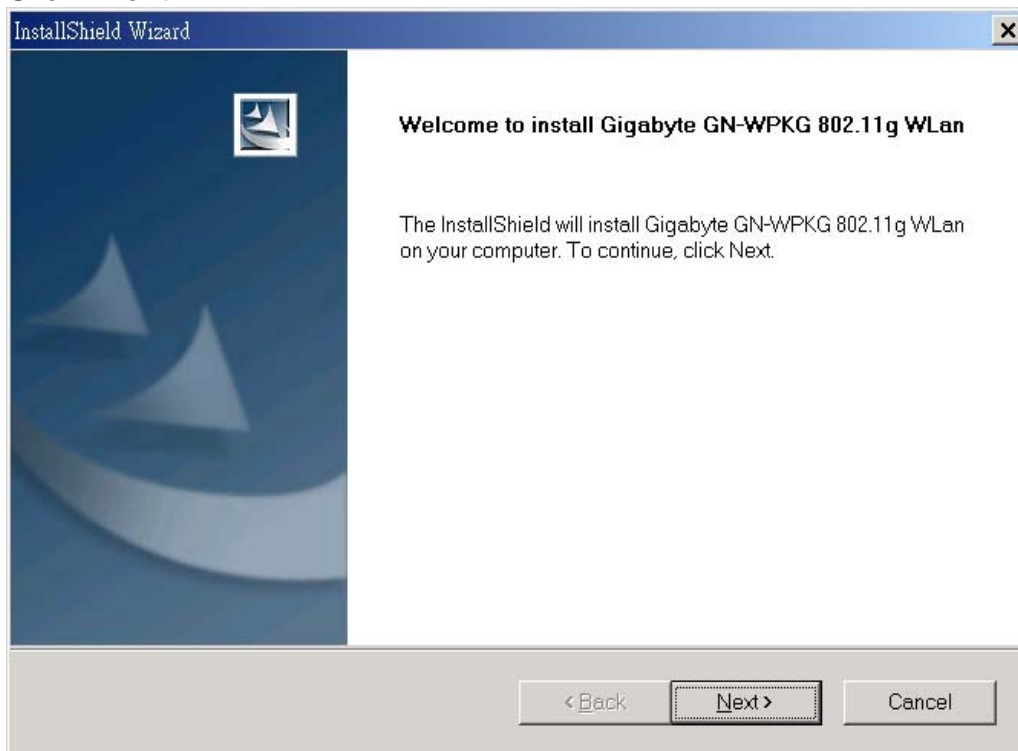 InstallShield Wizard
Welcome to install Gigabyte GN-WPKG 802.11g WLan
The InstallShield will install Gigabyte GN-WPKG 802.11g WLan
on your computer. To continue, click Next.
< Back
Next >
Cancel